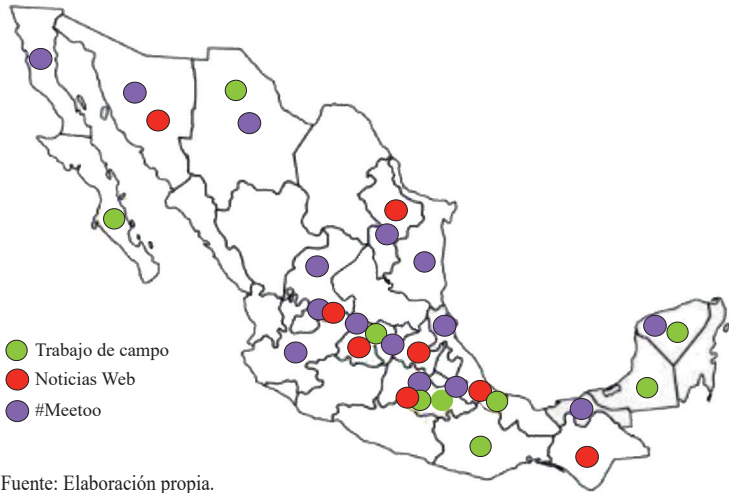 Trabajo de campo
Noticias Web
#Meetoo
Fuente: Elaboración propia.